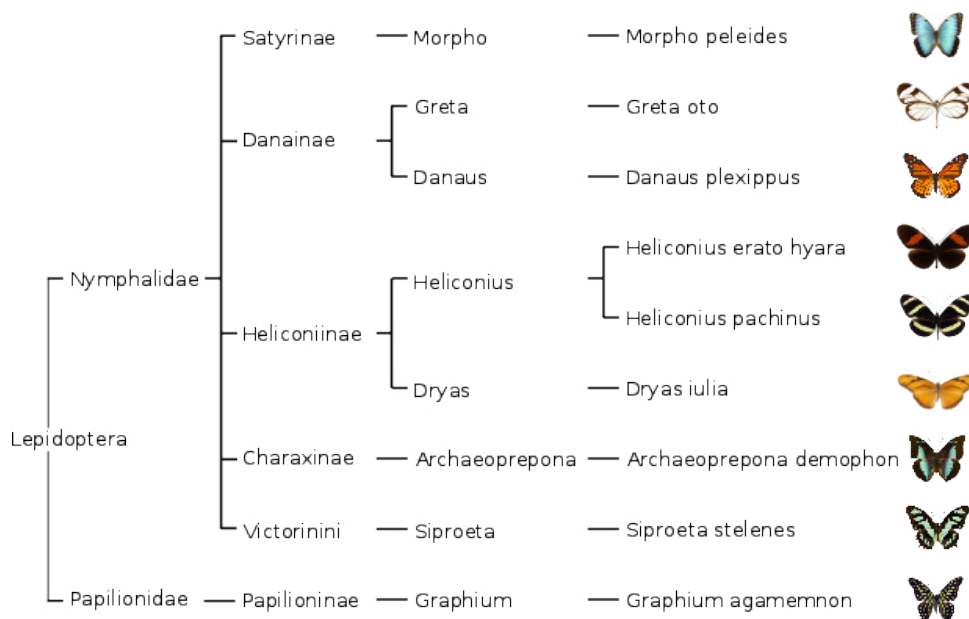 Satyrinae Morpho Morpho peleides
Greta Greta oto
Danainae
Danaus Danaus plexippus
Heliconius erato hyara
Nymphalidae Heliconius
Heliconius pachinus
Heliconiinae
Dryas Dryas iulia
Lepidoptera
Charaxinae Archaeoprepona Archaeoprepona demophon
Victorinini Siproeta Siproeta stelenes
Papilionidae Papilioninae Graphium Graphium agamemnon